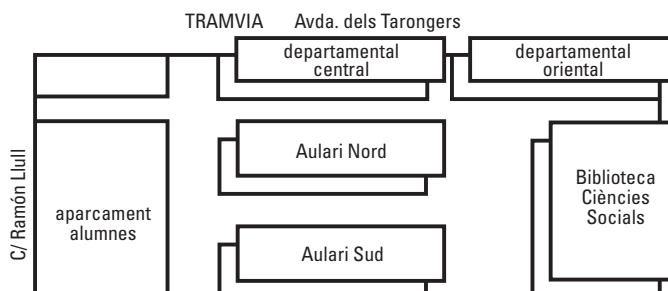 TRAMVIA Avda. dels Tarongers
departamental
central
departamental
oriental
Aulari Nord
Biblioteca
Ciències
Socials
C/ Ramón Llull
aparcament
alumnes
Aulari Sud